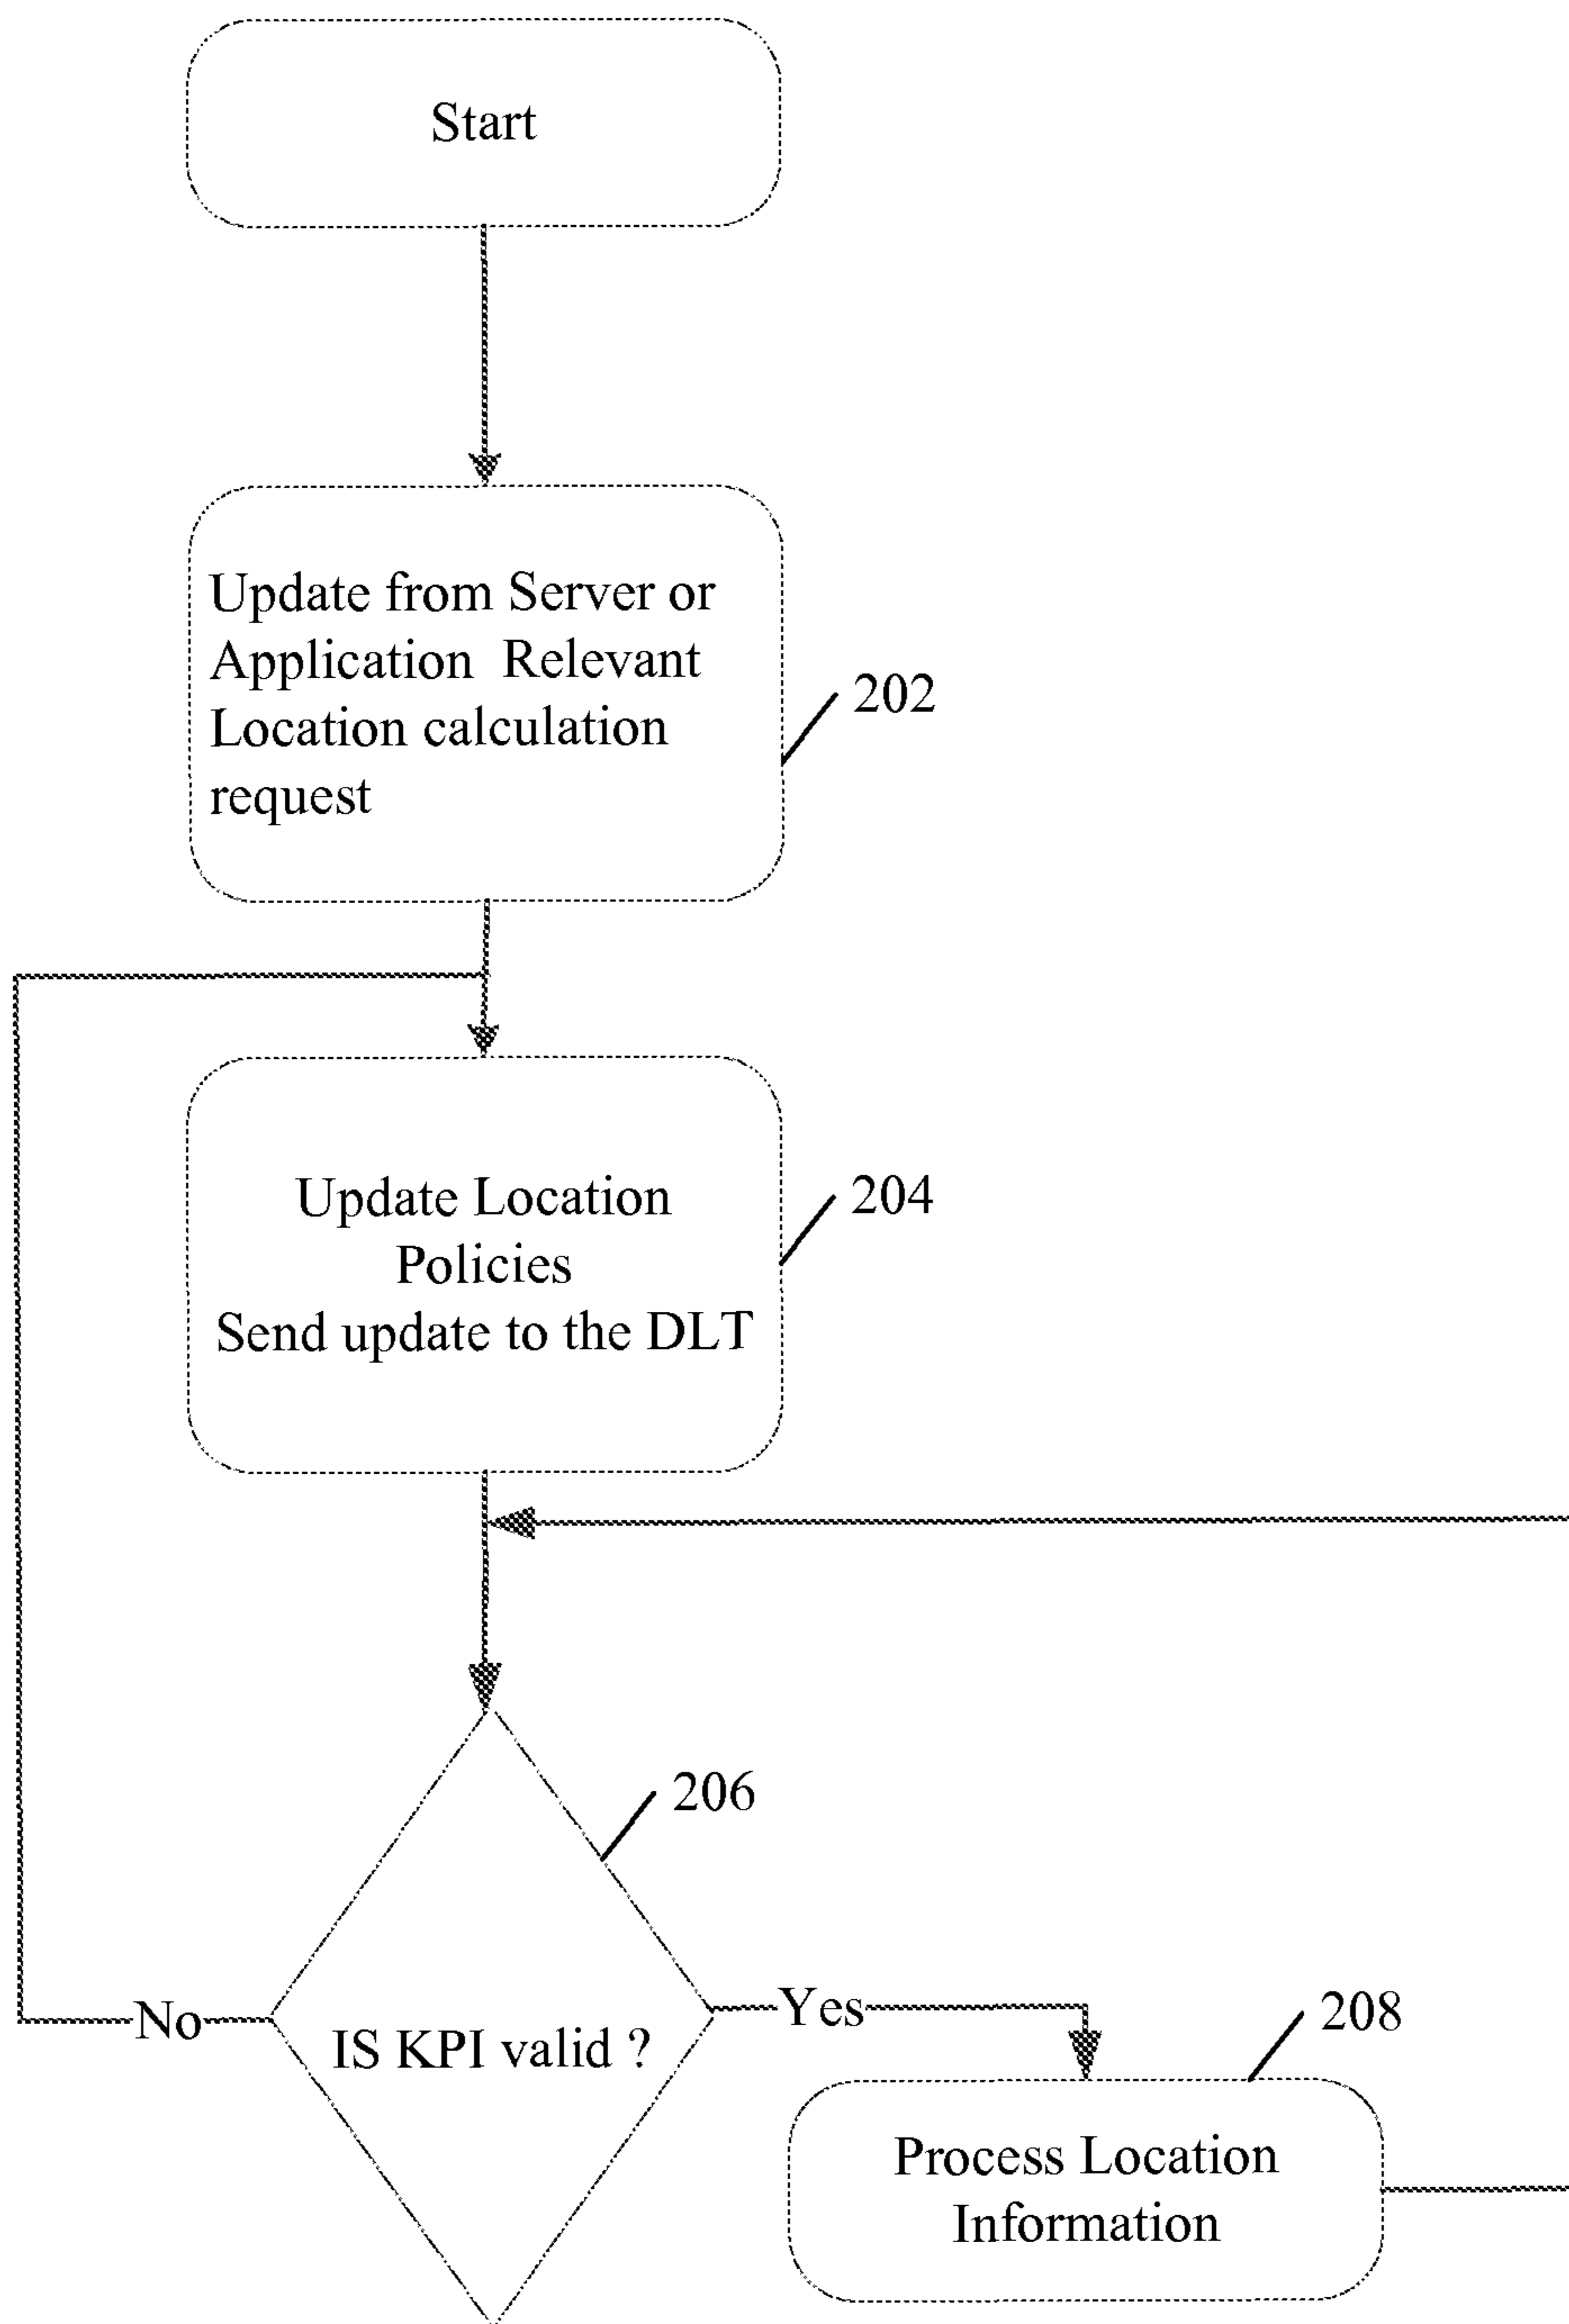 Start
Update from Server or
Application  Relevant
Location calculation
request
202
Update Location
Policies
Send update to the DLT
204
206
IS KPI valid ?
No
Yes
208
Process Location
Information